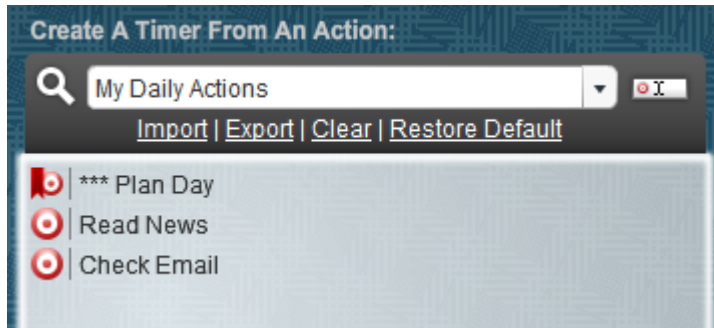 Create A Timer From An Action:
My Daily Actions
Import | Export | Clear | Restore Default
*** Plan Day
Read News
Check Email